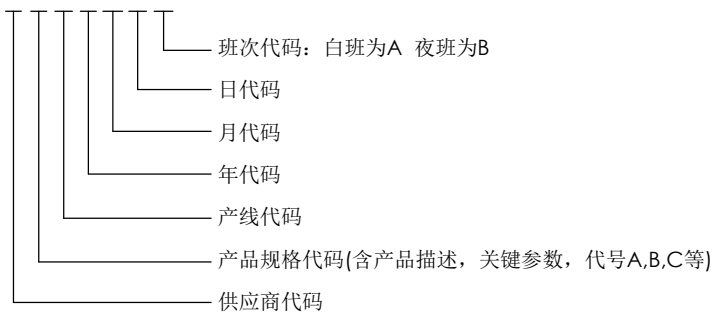 班次代码：白班为A 夜班为B
日代码
月代码
年代码
产线代码
产品规格代码(含产品描述，关键参数，代号A,B,C等)
供应商代码